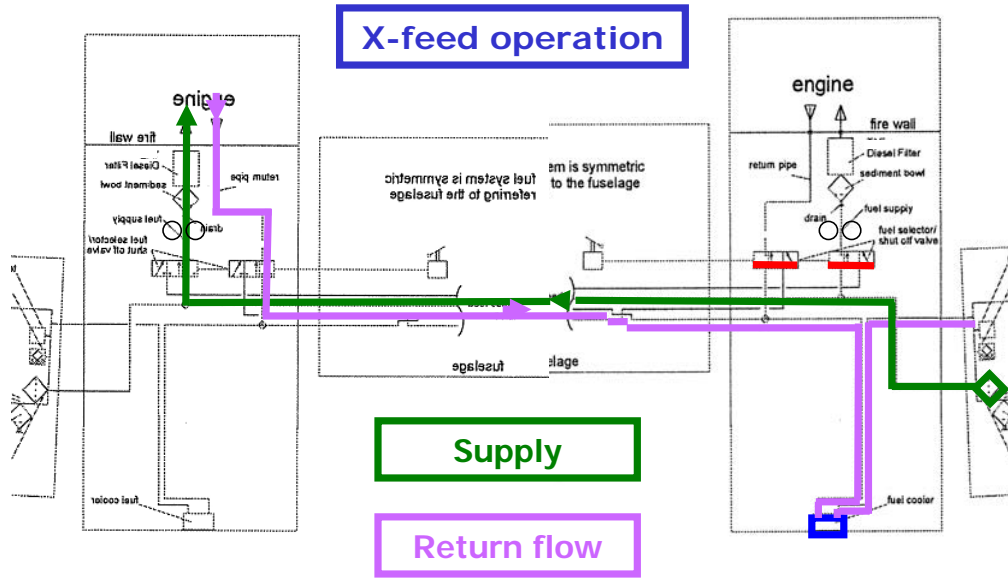 X-feed operation
engine
engine
fire wall
fire wall
Diesel Filter
sediment bowl
return pipe
fuel supply
drain
fuel selector/
shut off valve
fuel system is symmetric
referring to the fuselage
em is symmetric
to the fuselage
return pipe
Diesel Filter
sediment bowl
drain
fuel supply
fuel selector/
shut off valve
fuselage
elage
Supply
fuel cooler
fuel cooler
Return flow